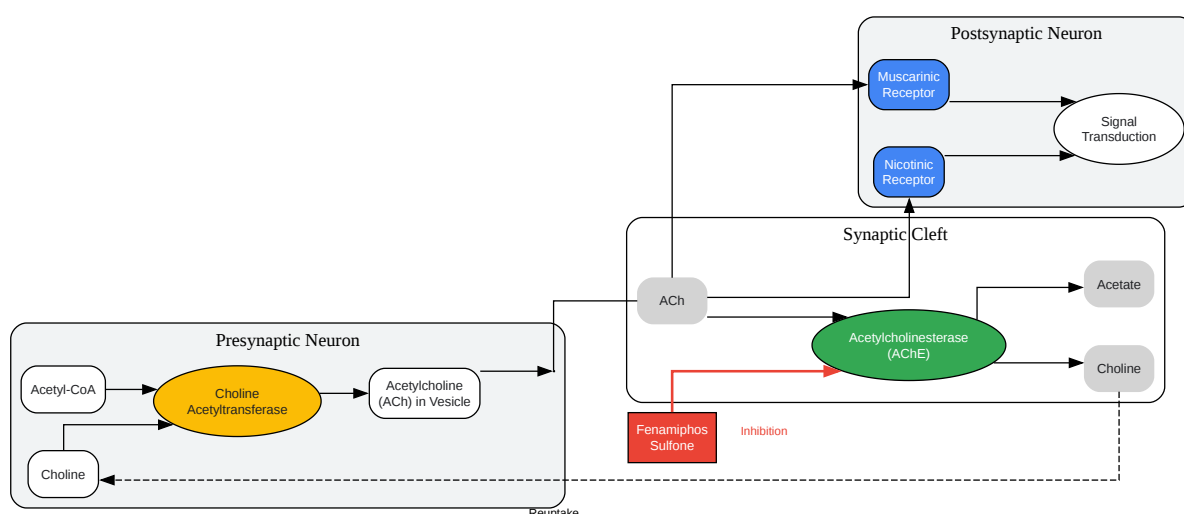 Postsynaptic Neuron
Muscarinic
Receptor
Signal
Transduction
Nicotinic
Receptor
Synaptic Cleft
ACh
Acetate
Acetylcholinesterase
(AChE)
Choline
Presynaptic Neuron
Acetyl-CoA
Choline
Acetyltransferase
Acetylcholine
(ACh) in Vesicle
Fenamiphos
Sulfone
Inhibition
Choline
Reuptake